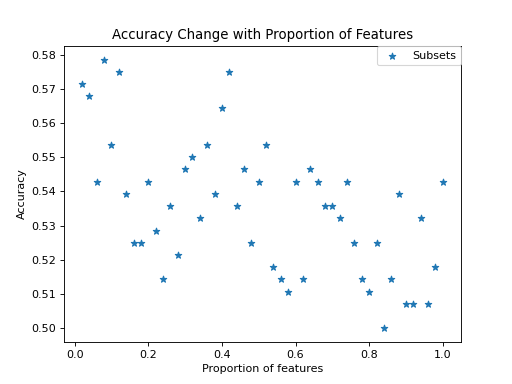 Accuracy Change with Proportion of Features
Subsets
0.58
0.57
0.56
0.55
0.54
0.53
0.52
0.51
0.50
Accuracy
0.0 0.2 0.4 0.6 0.8 1.0
Proportion of features